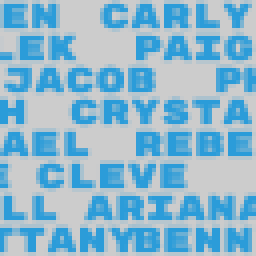 EN CARLY
LEK PAIG
JACOB PH
H CRYSTA
AEL REBE
E CLEVE
LL ARIANA
TTANYBENN